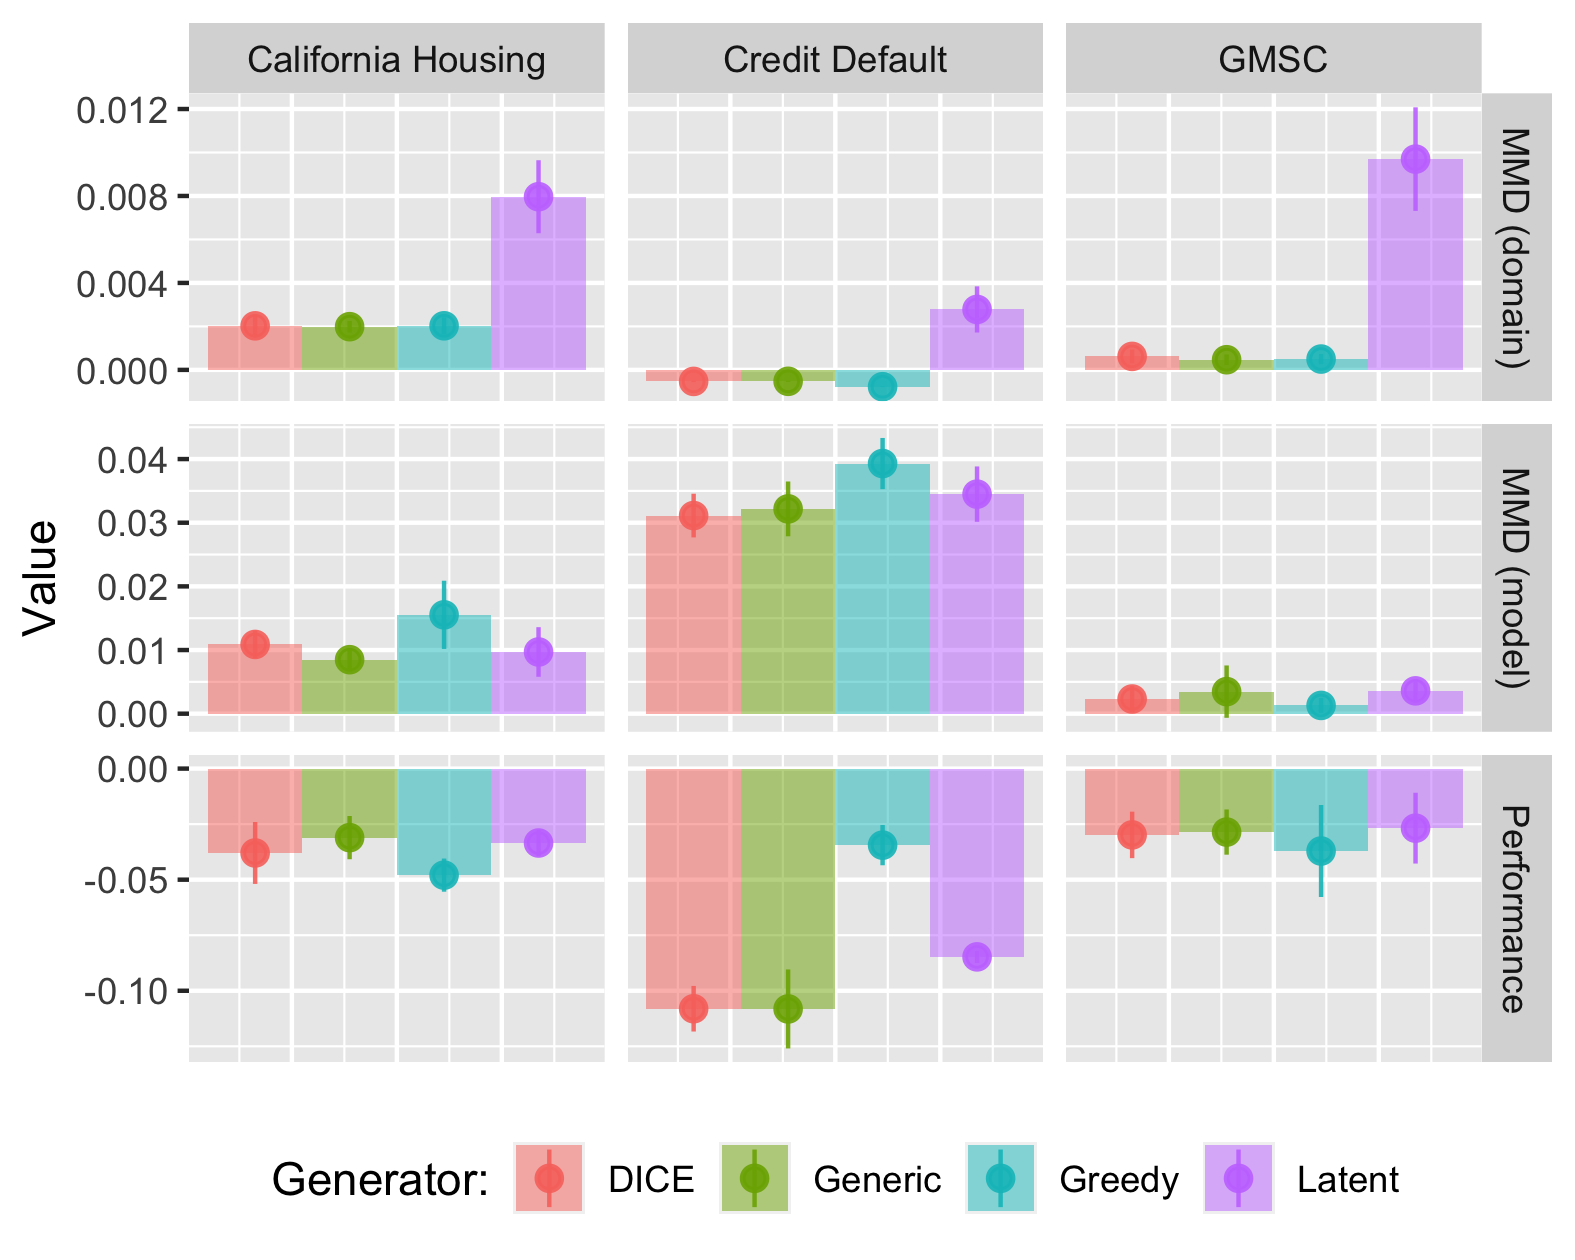 California Housing
Credit Default
GMSC
0.012
0.008
0.004
0.000
MMD (domain)
0.04
0.03
0.02
0.01
0.00
MMD (model)
Value
0.00
-0.05
-0.10
Performance
Generator: DICE Generic Greedy Latent